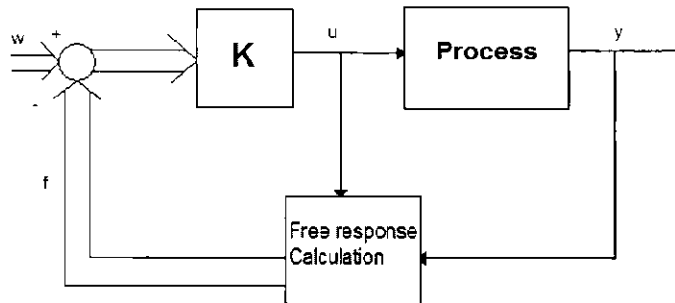 w
+
K
u
Process
y
-
f
Free response
Calculation